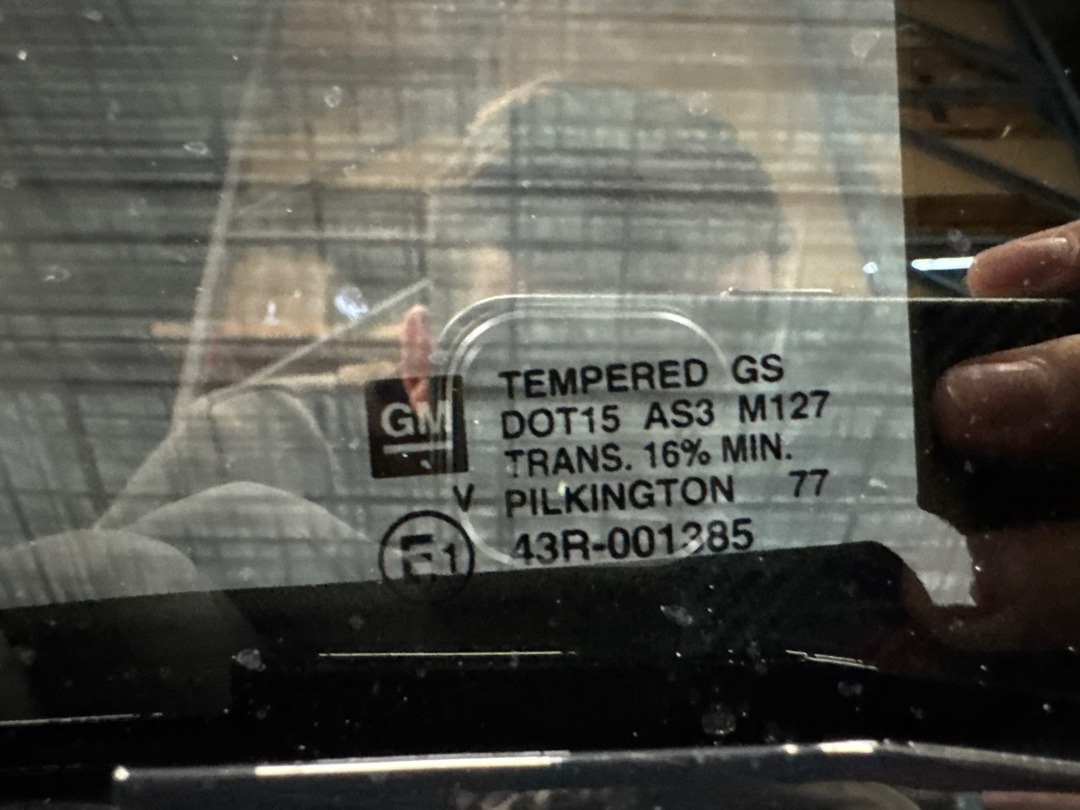 GM
TEMPERED GS
DOT15 AS3 M127
TRANS. 16% MIN.
V PILKINGTON 77
E1 43R-001385